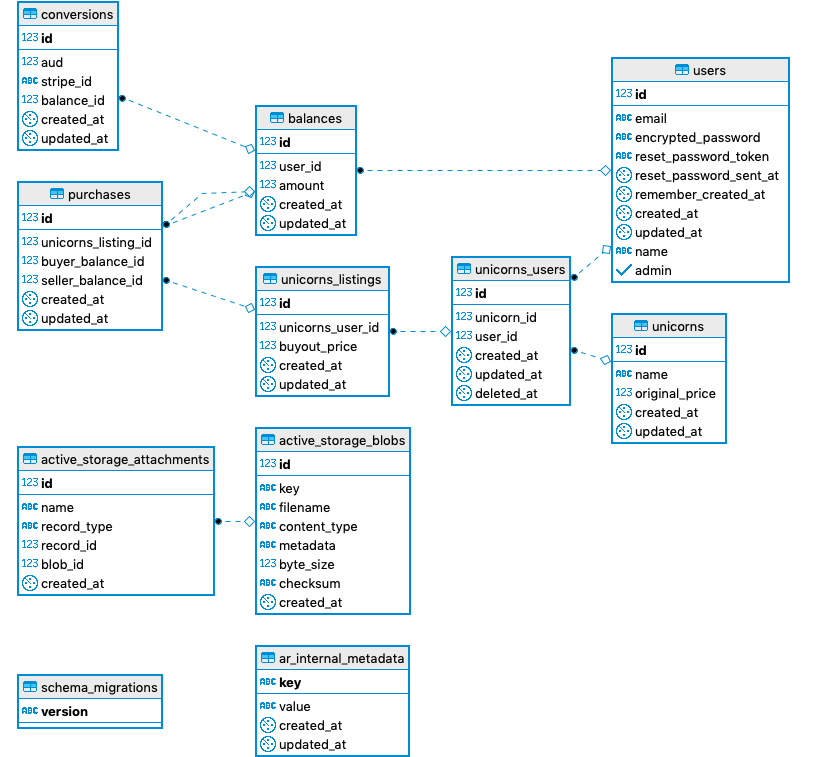 conversions
123 id
123 aud
ABC stripe_id
123 balance_id
created_at
updated_at
purchases
123 id
123 unicorns_listing_id
123 buyer_balance_id
123 seller_balance_id
created_at
updated_at
balances
123 id
123 user_id
123 amount
created_at
updated_at
unicorns_listings
123 id
123 unicorns_user_id
123 buyout_price
created_at
updated_at
unicorns_users
123 id
123 unicorn_id
123 user_id
created_at
updated_at
deleted_at
users
123 id
ABC email
ABC encrypted_password
ABC reset_password_token
reset_password_sent_at
remember_created_at
created_at
updated_at
ABC name
admin
unicorns
123 id
ABC name
123 original_price
created_at
updated_at
active_storage_attachments
123 id
ABC name
ABC record_type
123 record_id
123 blob_id
created_at
active_storage_blobs
123 id
ABC key
ABC filename
ABC content_type
ABC metadata
123 byte_size
ABC checksum
created_at
schema_migrations
ABC version
ar_internal_metadata
ABC key
ABC value
created_at
updated_at